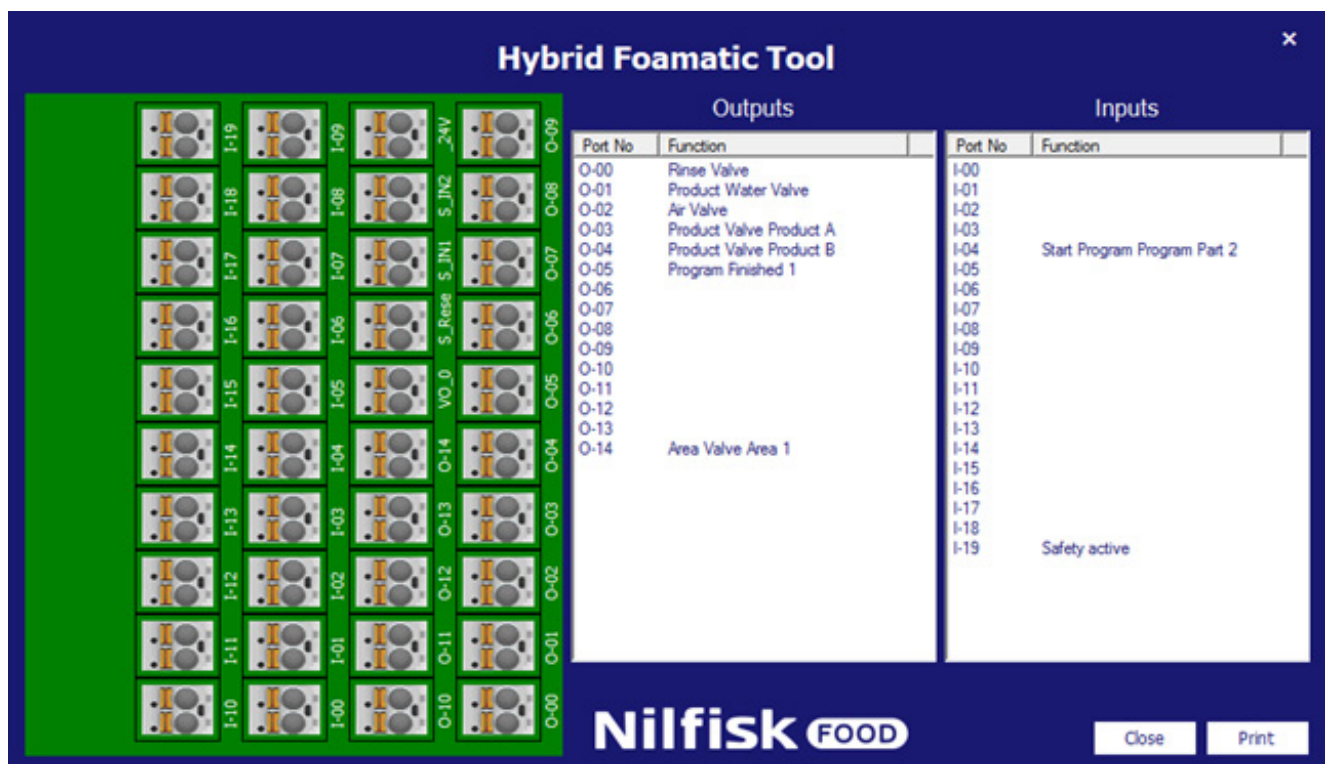 Hybrid Foamatic Tool
×
I-19 I-09 _24V O-09
I-18 I-08 S_IN2 O-08
I-17 I-07 S_IN1 O-07
I-16 I-06 S_Rese O-06
I-15 I-05 VO_0 O-05
I-14 I-04 O-14 O-04
I-13 I-03 O-13 O-03
I-12 I-02 O-12 O-02
I-11 I-01 O-11 O-01
I-10 I-00 O-10 O-00
Outputs
Port No Function
O-00 Rinse Valve
O-01 Product Water Valve
O-02 Air Valve
O-03 Product Valve Product A
O-04 Product Valve Product B
O-05 Program Finished 1
O-06
O-07
O-08
O-09
O-10
O-11
O-12
O-13
O-14 Area Valve Area 1
Inputs
Port No Function
I-00
I-01
I-02
I-03
I-04 Start Program Program Part 2
I-05
I-06
I-07
I-08
I-09
I-10
I-11
I-12
I-13
I-14
I-15
I-16
I-17
I-18
I-19 Safety active
Nilfisk FOOD
Close Print